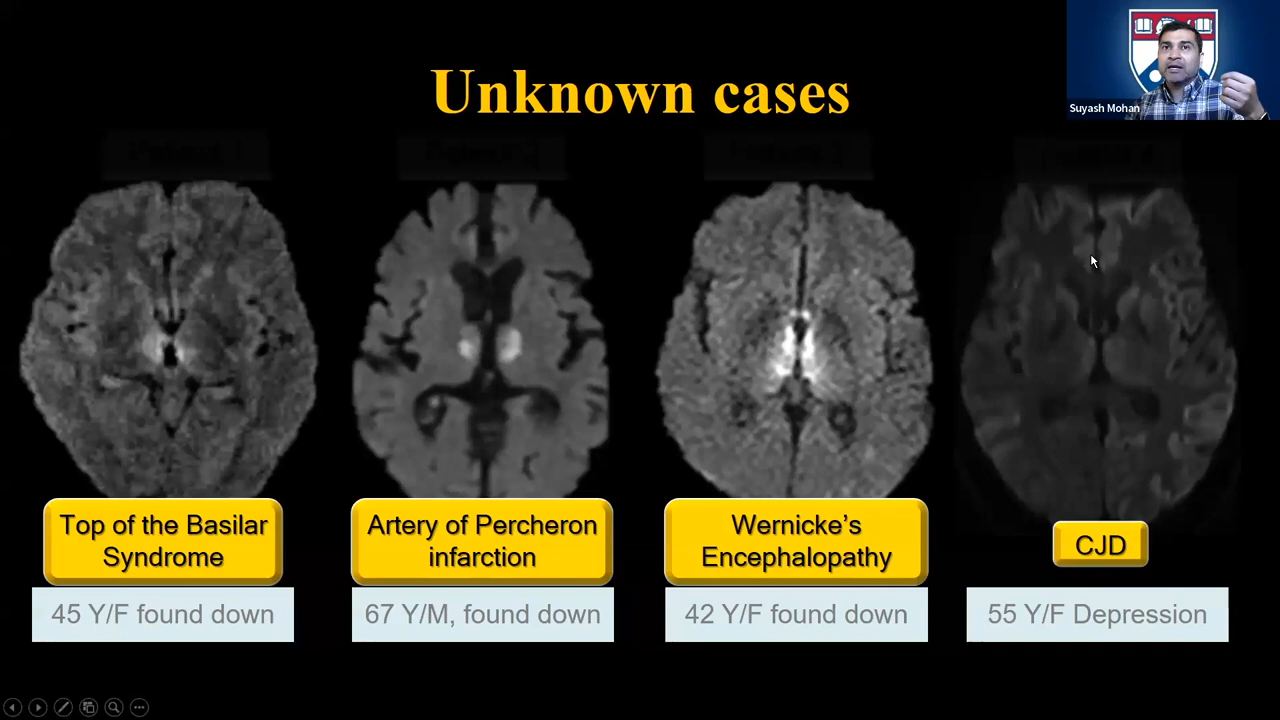 Suyash Mohan
Unknown cases
Top of the Basilar
Syndrome
45 Y/F found down
Artery of Percheron
infarction
67 Y/M, found down
Wernicke’s
Encephalopathy
42 Y/F found down
CJD
55 Y/F Depression